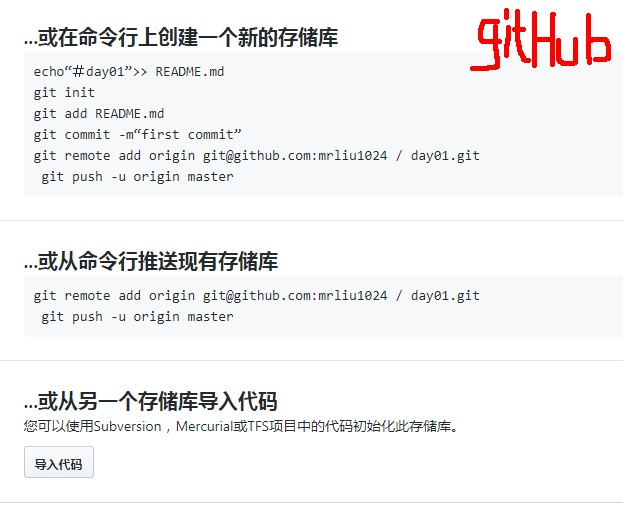 gitHub
...或在命令行上创建一个新的存储库
echo“＃day01”>> README.md
git init
git add README.md
git commit -m“first commit”
git remote add origin git@github.com:mrliu1024 / day01.git
git push -u origin master
...或从命令行推送现有存储库
git remote add origin git@github.com:mrliu1024 / day01.git
git push -u origin master
...或从另一个存储库导入代码
您可以使用Subversion，Mercurial或TFS项目中的代码初始化此存储库。
导入代码